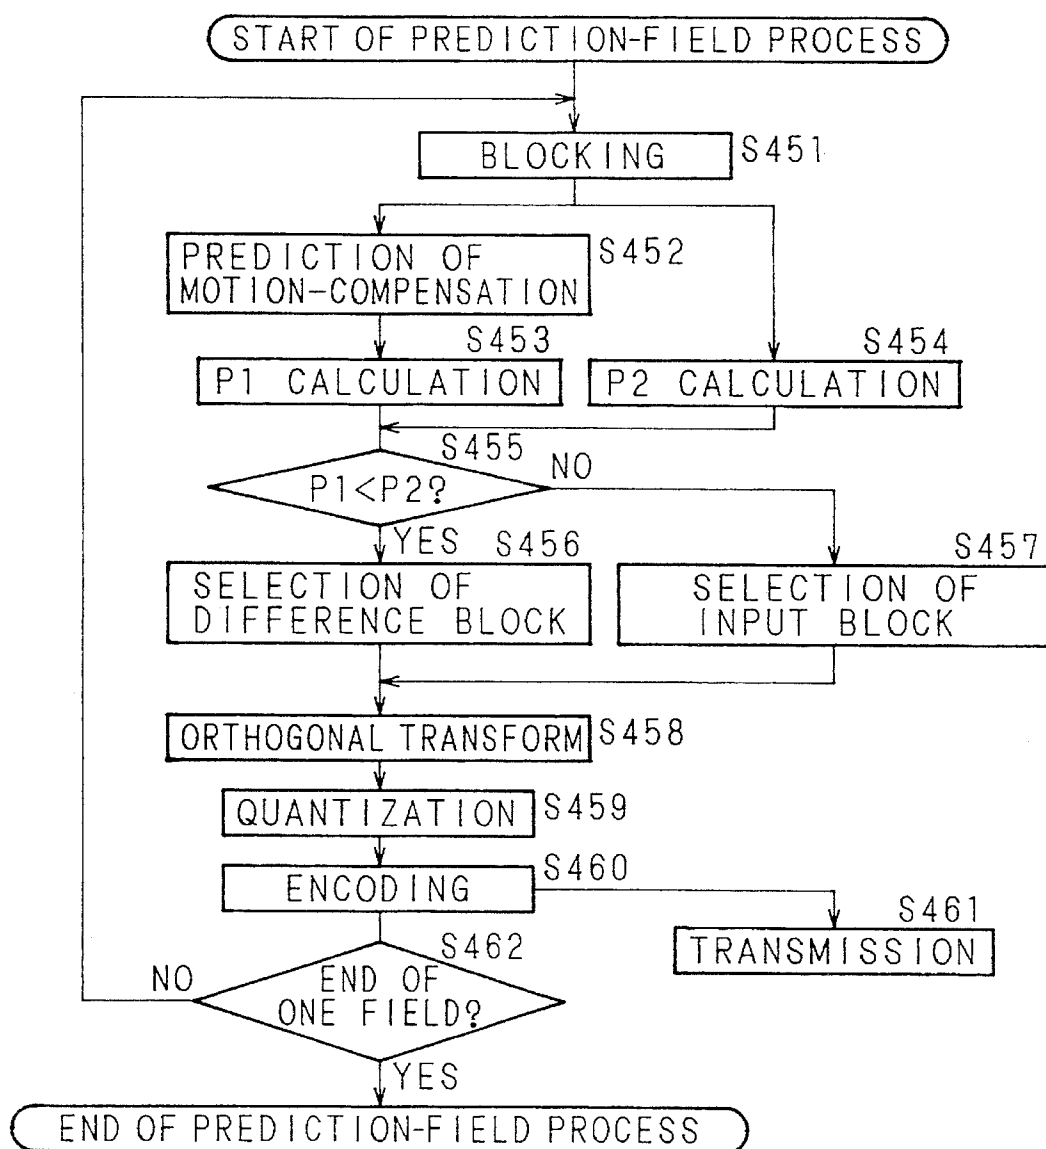 START OF PREDICTION-FIELD PROCESS
BLOCKING
S451
PREDICTION OF
MOTION-COMPENSATION
S452
S453
P1 CALCULATION
S454
P2 CALCULATION
S455
P1<P2?
NO
YES
S456
SELECTION OF
DIFFERENCE BLOCK
S457
SELECTION OF
INPUT BLOCK
ORTHOGONAL TRANSFORM
S458
QUANTIZATION
S459
ENCODING
S460
S461
TRANSMISSION
S462
NO
END OF
ONE FIELD?
YES
END OF PREDICTION-FIELD PROCESS